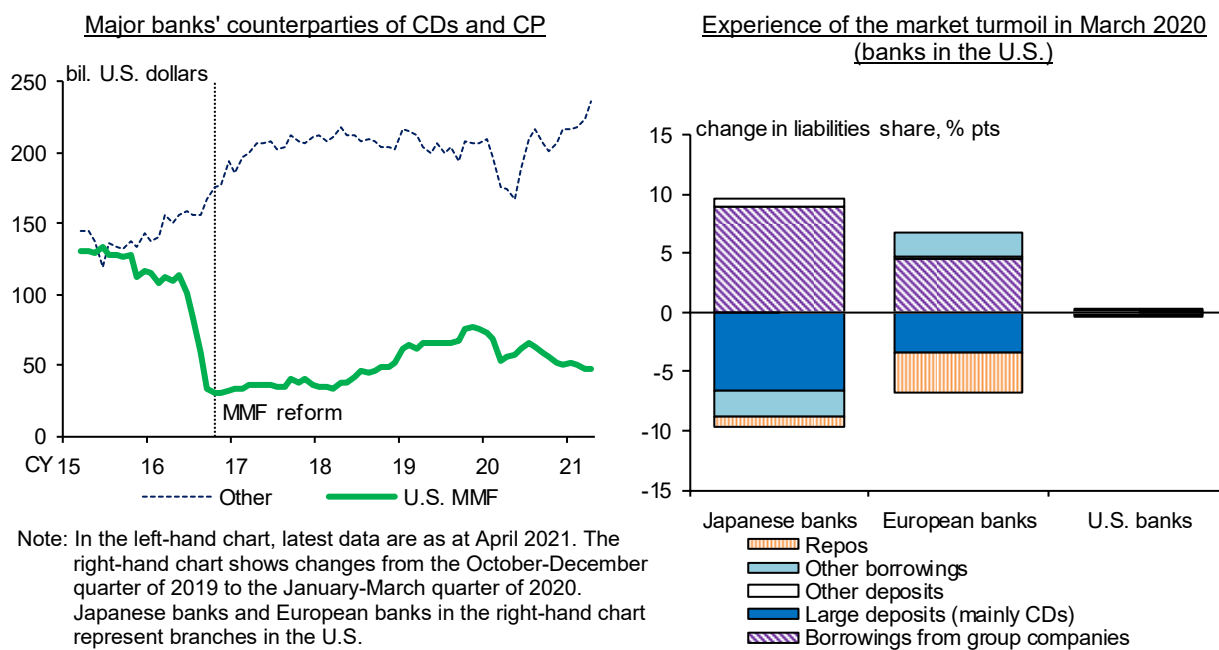 Major banks' counterparties of CDs and CP
bil. U.S. dollars
250
200
150
100
50
0
MMF reform
CY 15 16 17 18 19 20 21
Other
U.S. MMF
Note: In the left-hand chart, latest data are as at April 2021. The
right-hand chart shows changes from the October-December
quarter of 2019 to the January-March quarter of 2020.
Japanese banks and European banks in the right-hand chart
represent branches in the U.S.
Experience of the market turmoil in March 2020
(banks in the U.S.)
change in liabilities share, % pts
15
10
5
0
-5
-10
-15
Japanese banks European banks U.S. banks
Repos
Other borrowings
Other deposits
Large deposits (mainly CDs)
Borrowings from group companies